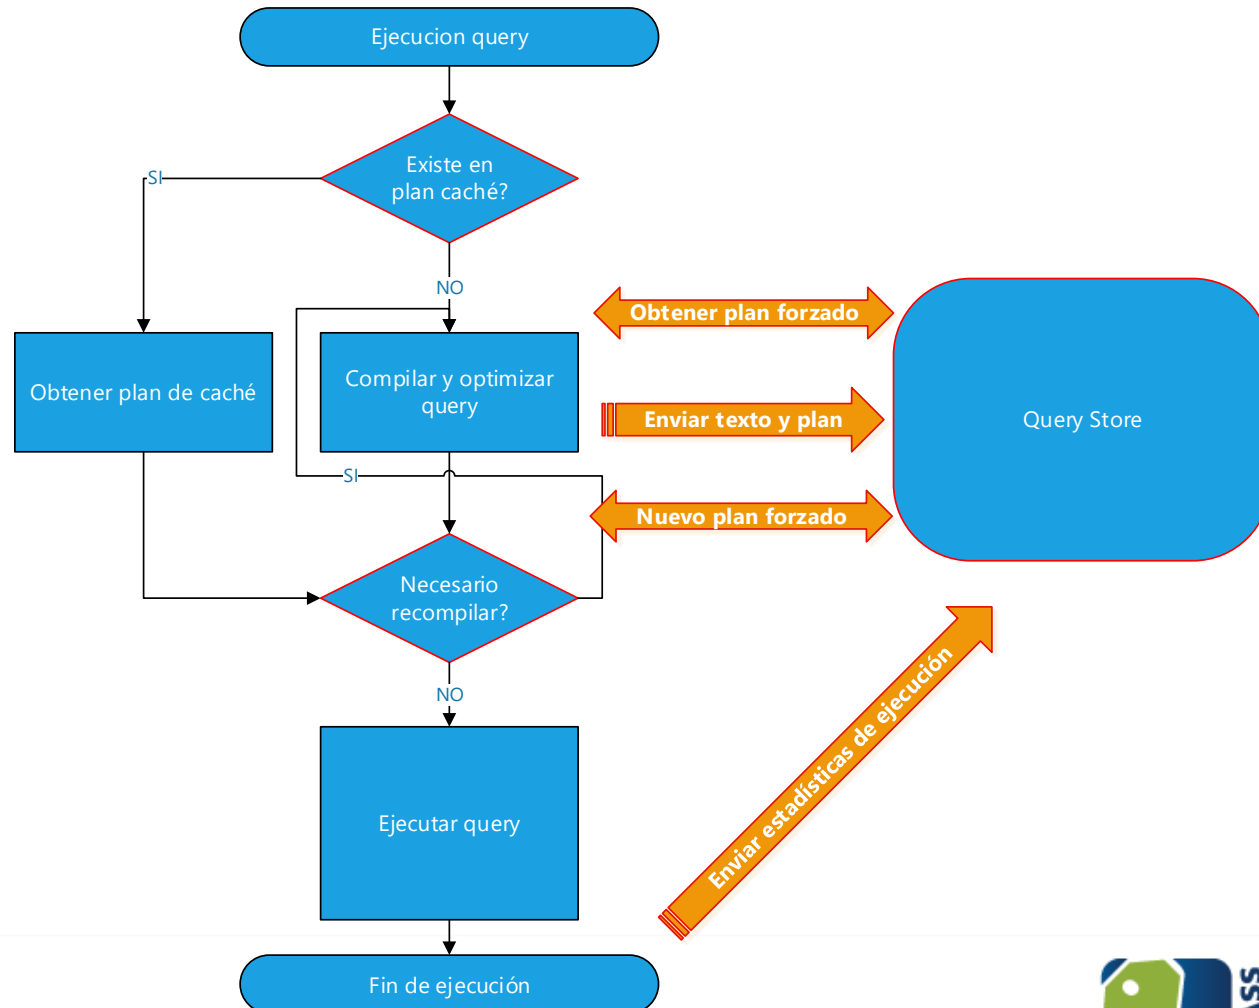 Ejecucion query
Existe en
plan caché?
SI
NO
Obtener plan forzado
Obtener plan de caché
Compilar y optimizar
query
Enviar texto y plan
Query Store
SI
Nuevo plan forzado
Necesario
recompilar?
NO
Enviar estadísticas de ejecución
Ejecutar query
Fin de ejecución